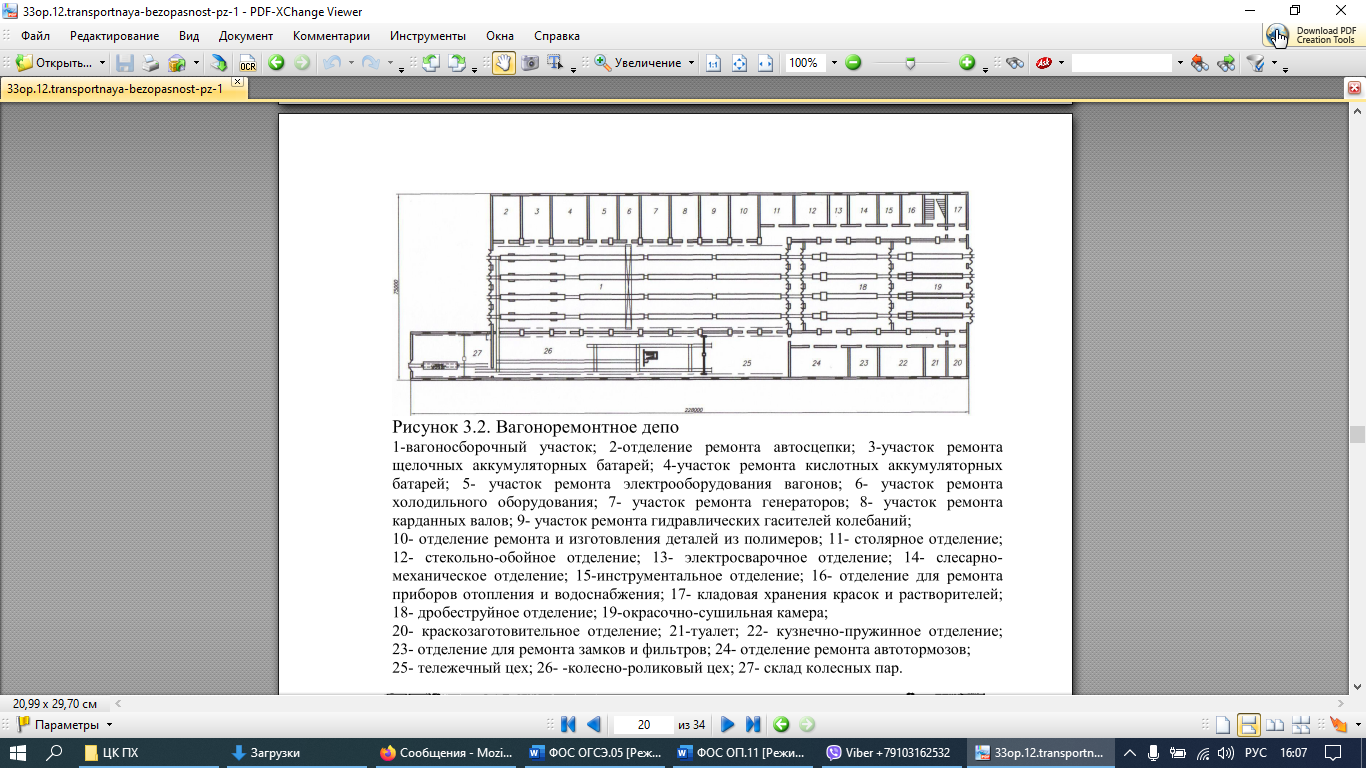 33op.12.transportnaya-bezopasnost-pz-1 - PDF-XChange Viewer
Файл Редактирование Вид Документ Комментарии Инструменты Окна Справка
Download PDF
Creation Tools
Открыть... OCR Увеличение 100% Ask
33op.12.transportnaya-bezopasnost-pz-1
2 3 4 5 6 7 8 9 10 11 12 13 14 15 16 17
1 18 19
27 26 25 24 23 22 21 20
Рисунок 3.2. Вагоноремонтное депо
1-вагоносборочный участок; 2-отделение ремонта автосцепки; 3-участок ремонта
щелочных аккумуляторных батарей; 4-участок ремонта кислотных аккумуляторных
батарей; 5- участок ремонта электрооборудования вагонов; 6- участок ремонта
холодильного оборудования; 7- участок ремонта генераторов; 8- участок ремонта
карданных валов; 9- участок ремонта гидравлических гасителей колебаний;
10- отделение ремонта и изготовления деталей из полимеров; 11- столярное отделение;
12- стекольно-обойное отделение; 13- электросварочное отделение; 14- слесарно-
механическое отделение; 15-инструментальное отделение; 16- отделение для ремонта
приборов отопления и водоснабжения; 17- кладовая хранения красок и растворителей;
18- дробеструйное отделение; 19-окрасочно-сушильная камера;
20- краскозаготовительное отделение; 21-туалет; 22- кузнечно-пружинное отделение;
23- отделение для ремонта замков и фильтров; 24- отделение ремонта автотормозов;
25- тележечный цех; 26- -колесно-роликовый цех; 27- склад колесных пар.
20,99 x 29,70 см
Параметры 20 из 34
ЦК ПХ Загрузки Сообщения - Mozi... ФОС ОГСЭ.05 [Реж... ФОС ОП.11 [Режи... Viber +79103162532 33op.12.transportn... РУС 16:07